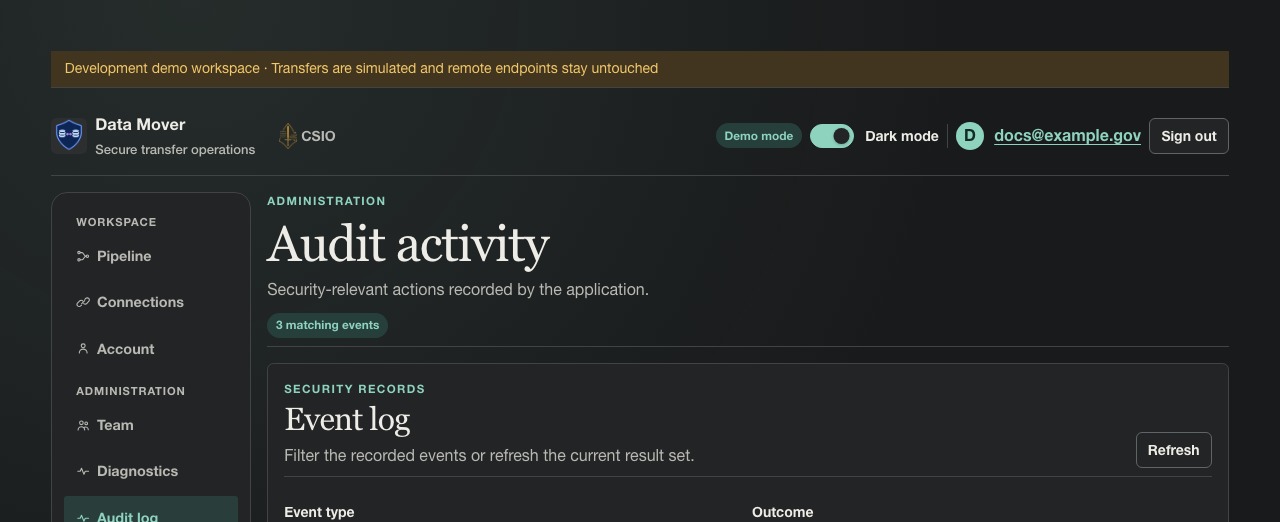 Development demo workspace · Transfers are simulated and remote endpoints stay untouched
Data Mover
Secure transfer operations
CSIO
Demo mode
Dark mode
D
docs@example.gov
Sign out
WORKSPACE
Pipeline
Connections
Account
ADMINISTRATION
Team
Diagnostics
Audit log
ADMINISTRATION
Audit activity
Security-relevant actions recorded by the application.
3 matching events
SECURITY RECORDS
Event log
Filter the recorded events or refresh the current result set.
Refresh
Event type
Outcome